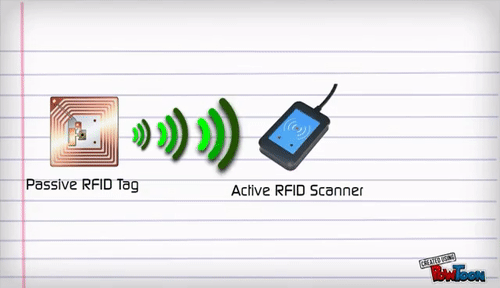 Passive RFID Tag
Active RFID Scanner
CREATED USING
PowToon